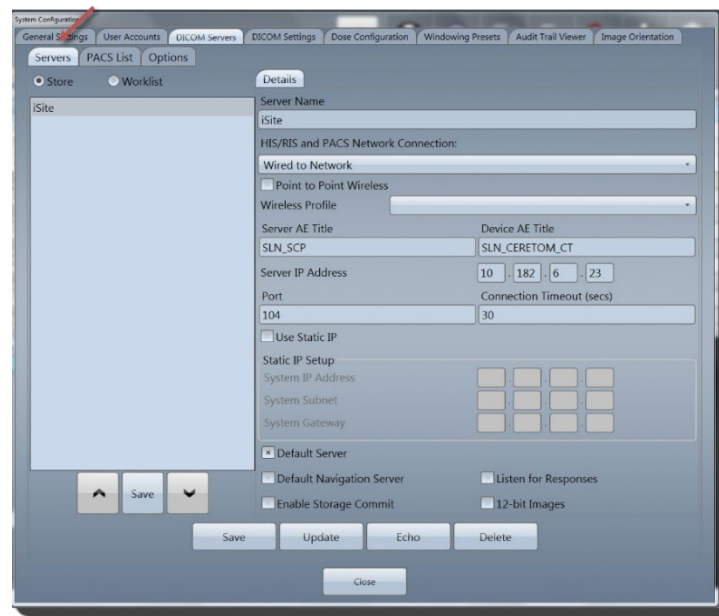 System Configuration
General Settings User Accounts DICOM Servers DICOM Settings Dose Configuration Windowing Presets Audit Trail Viewer Image Orientation
Servers PACS List Options
Store Worklist
Details
iSite
Server Name
iSite
HIS/RIS and PACS Network Connection:
Wired to Network
Point to Point Wireless
Wireless Profile
Server AE Title Device AE Title
SLN_SCP SLN_CERETOM_CT
Server IP Address 10 . 182 . 6 . 23
Port Connection Timeout (secs)
104 30
Use Static IP
Static IP Setup
System IP Address . . .
System Subnet . . .
System Gateway . . .
Default Server
Default Navigation Server Listen for Responses
Enable Storage Commit 12-bit Images
Save
Save Update Echo Delete
Close